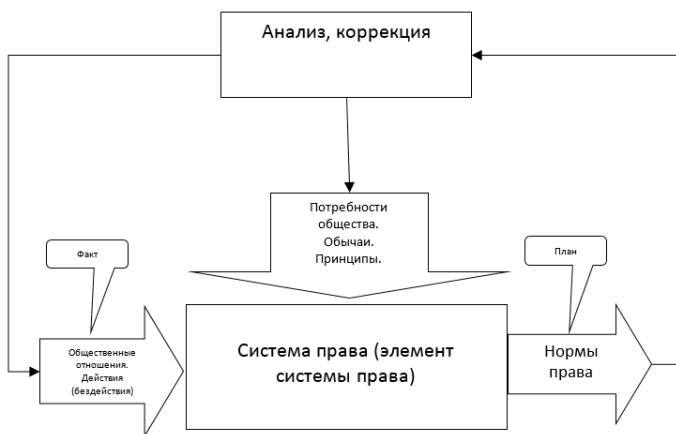 Анализ, коррекция
Потребности
общества.
Обычаи.
Принципы.
Факт
План
Общественные
отношения.
Действия
(бездействия)
Система права (элемент
системы права)
Нормы
права